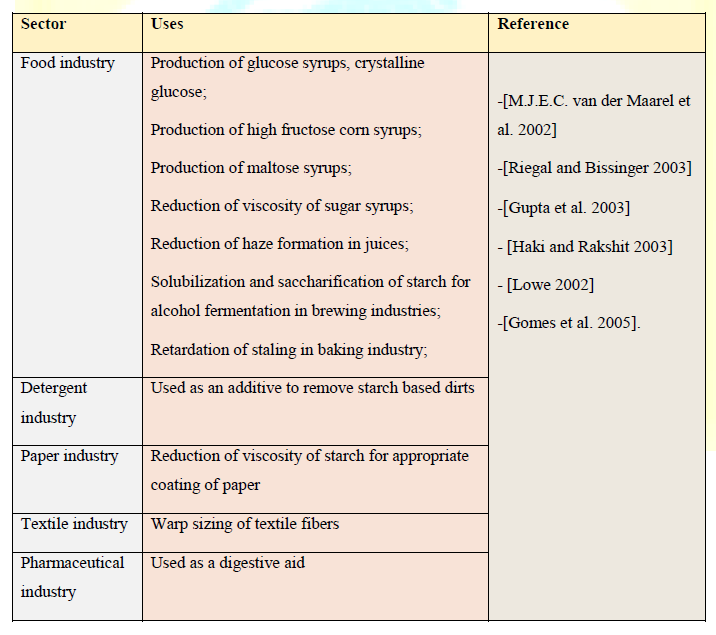 Sector Uses Reference
Food industry
Production of glucose syrups, crystalline
glucose;
Production of high fructose corn syrups;
Production of maltose syrups;
Reduction of viscosity of sugar syrups;
Reduction of haze formation in juices;
Solubilization and saccharification of starch for
alcohol fermentation in brewing industries;
Retardation of staling in baking industry;
-[M.J.E.C. van der Maarel et
al. 2002]
-[Riegal and Bissinger 2003]
-[Gupta et al. 2003]
- [Haki and Rakshit 2003]
- [Lowe 2002]
-[Gomes et al. 2005].
Detergent
industry
Used as an additive to remove starch based dirts
Paper industry
Reduction of viscosity of starch for appropriate
coating of paper
Textile industry
Warp sizing of textile fibers
Pharmaceutical
industry
Used as a digestive aid